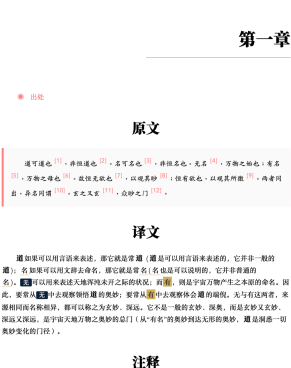 第一章
出处
原文
道可道也 [1] ，非恒道也 [2] 。名可名也 [3] ，非恒名也。无名 [4] ，万物之始也；有名
[5] ，万物之母也 [6] 。故恒无欲也 [7] ，以观其眇 [8] ；恒有欲也，以观其所徼 [9] 。两者同
出，异名同谓 [10] 。玄之又玄 [11] ，众眇之门 [12] 。
译文
道如果可以用言语来表述，那它就是常道（道是可以用言语来表述的，它并非一般的
道）；名如果可以用文辞去命名，那它就是常名（名也是可以说明的，它并非普通的
名）。无可以用来表述天地浑沌未开之际的状况；而有，则是宇宙万物产生之本原的命名。因
此，要常从无中去观察领悟道的奥妙；要常从有中去观察体会道的端倪。无与有这两者，来
源相同而名称相异，都可以称之为玄妙、深远。它不是一般的玄妙、深奥，而是玄妙又玄妙、
深远又深远，是宇宙天地万物之奥妙的总门（从“有名”的奥妙到达无形的奥妙，道是洞悉一切
奥妙变化的门径）。
注释